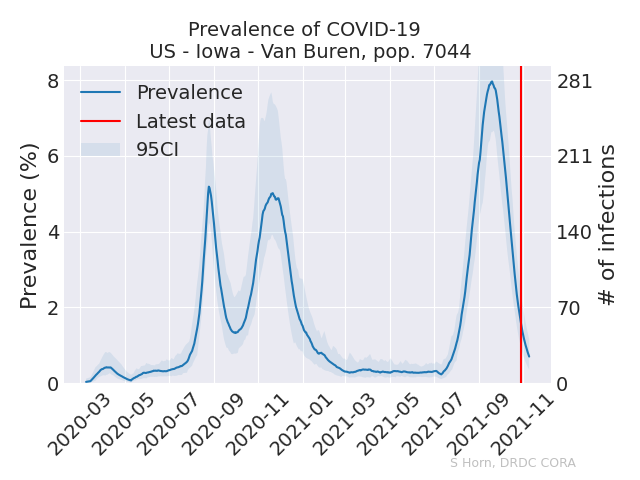 Prevalence of COVID-19
US - Iowa - Van Buren, pop. 7044
Prevalence
Latest data
95CI
Prevalence (%)
8
6
4
2
0
281
211
140
70
0
# of infections
2020-03
2020-05
2020-07
2020-09
2020-11
2021-01
2021-03
2021-05
2021-07
2021-09
2021-11
S Horn, DRDC CORA